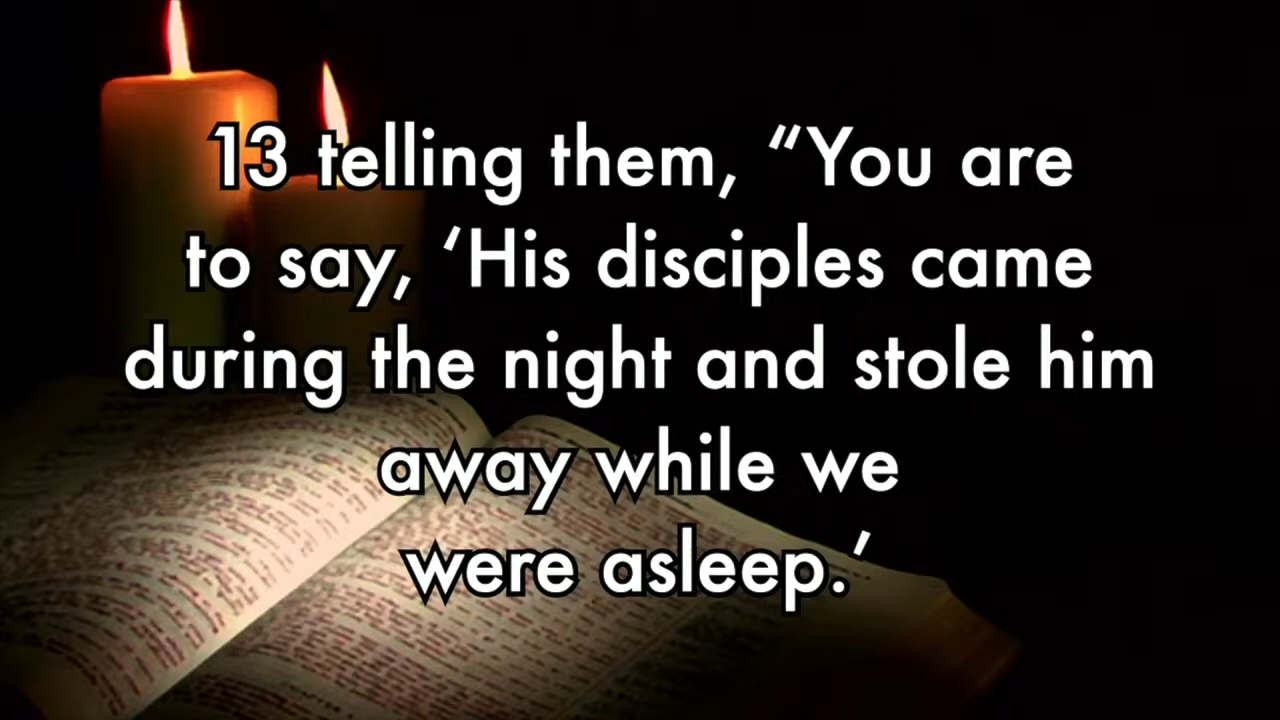 13 telling them, “You are
to say, ‘His disciples came
during the night and stole him
away while we
were asleep.’